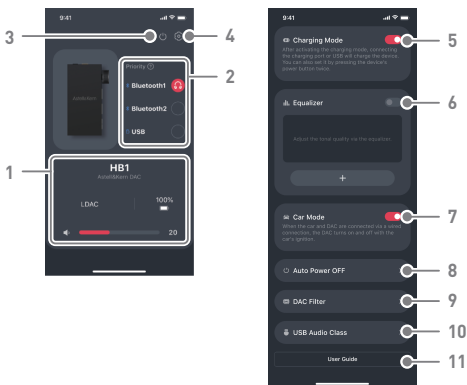 9:41
3
4
Priority ?
2
Bluetooth1
Bluetooth2
USB
1
HB1
Astell&Kern DAC
LDAC
100%
20
9:41
Charging Mode
5
After activating the charging mode, connecting
the charging port or USB will charge the device.
You can also set it by pressing the device's
power button twice.
Equalizer
6
Adjust the tonal quality via the equalizer.
+
Car Mode
7
When the car and DAC are connected via a wired
connection, the DAC turns on and off with the
car's ignition.
Auto Power OFF
8
DAC Filter
9
USB Audio Class
10
User Guide
11